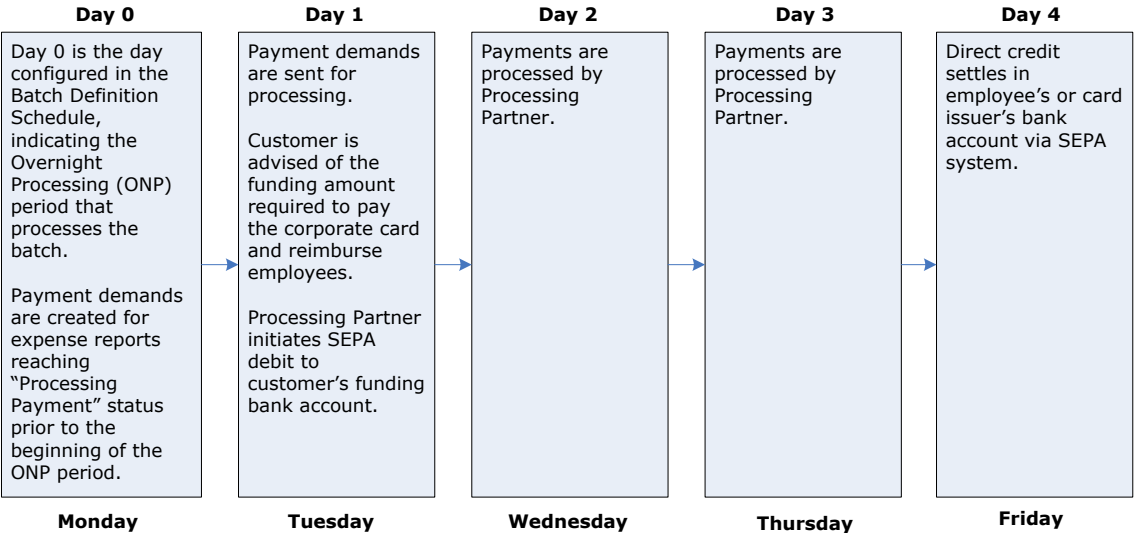 Day 0
Day 0 is the day
configured in the
Batch Definition
Schedule,
indicating the
Overnight
Processing (ONP)
period that
processes the
batch.
Payment demands
are created for
expense reports
reaching
“Processing
Payment” status
prior to the
beginning of the
ONP period.
Monday
Day 1
Payment demands
are sent for
processing.
Customer is
advised of the
funding amount
required to pay
the corporate card
and reimburse
employees.
Processing Partner
initiates SEPA
debit to
customer’s funding
bank account.
Tuesday
Day 2
Payments are
processed by
Processing
Partner.
Wednesday
Day 3
Payments are
processed by
Processing
Partner.
Thursday
Day 4
Direct credit
settles in
employee’s or card
issuer’s bank
account via SEPA
system.
Friday